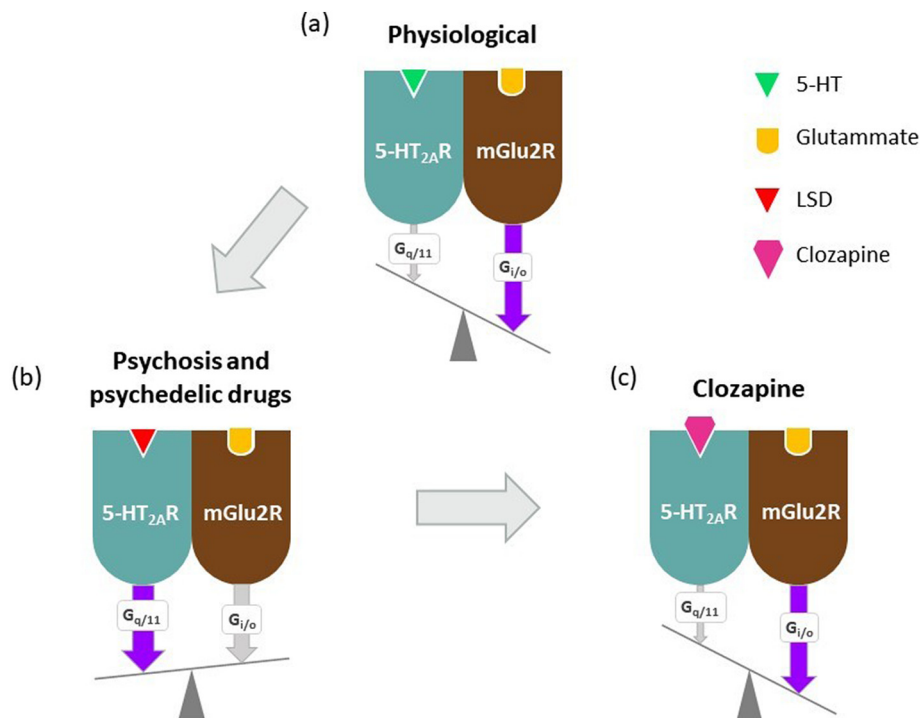 (a)
Physiological
5-HT₂ₐR mGlu2R
Gq/11
Gi/o
5-HT
Glutammate
LSD
Clozapine
(b)
Psychosis and
psychedelic drugs
5-HT₂ₐR mGlu2R
Gq/11 Gi/o
(c)
Clozapine
5-HT₂ₐR mGlu2R
Gq/11
Gi/o